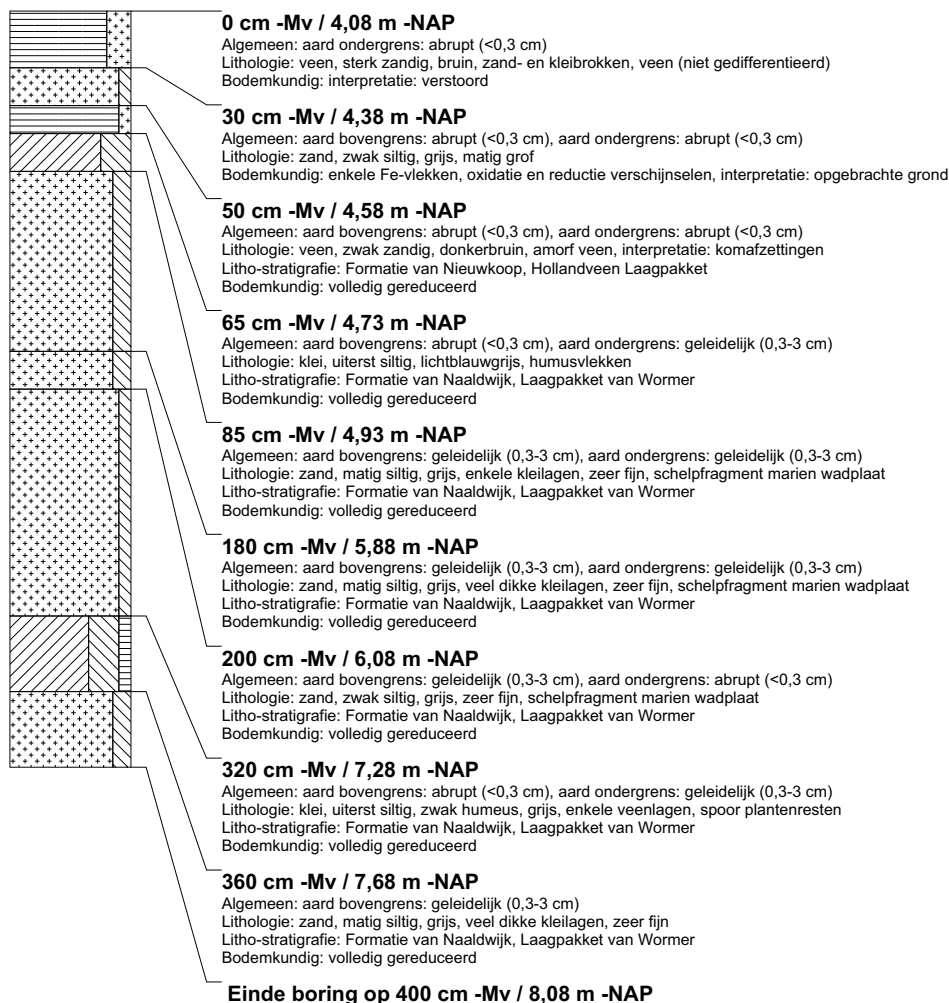 0 cm -Mv / 4,08 m -NAP
Algemeen: aard ondergrens: abrupt (<0,3 cm)
Lithologie: veen, sterk zandig, bruin, zand- en kleibrokken, veen (niet gedifferentieerd)
Bodemkundig: interpretatie: verstoord
30 cm -Mv / 4,38 m -NAP
Algemeen: aard bovengrens: abrupt (<0,3 cm), aard ondergrens: abrupt (<0,3 cm)
Lithologie: zand, zwak siltig, grijs, matig grof
Bodemkundig: enkele Fe-vlekken, oxidatie en reductie verschijnselen, interpretatie: opgebrachte grond
50 cm -Mv / 4,58 m -NAP
Algemeen: aard bovengrens: abrupt (<0,3 cm), aard ondergrens: abrupt (<0,3 cm)
Lithologie: veen, zwak zandig, donkerbruin, amorf veen, interpretatie: komafzettingen
Litho-stratigrafie: Formatie van Nieuwkoop, Hollandveen Laagpakket
Bodemkundig: volledig gereduceerd
65 cm -Mv / 4,73 m -NAP
Algemeen: aard bovengrens: abrupt (<0,3 cm), aard ondergrens: geleidelijk (0,3-3 cm)
Lithologie: klei, uiterst siltig, lichtblauwgrijs, humusvlekken
Litho-stratigrafie: Formatie van Naaldwijk, Laagpakket van Wormer
Bodemkundig: volledig gereduceerd
85 cm -Mv / 4,93 m -NAP
Algemeen: aard bovengrens: geleidelijk (0,3-3 cm), aard ondergrens: geleidelijk (0,3-3 cm)
Lithologie: zand, matig siltig, grijs, enkele kleilagen, zeer fijn, schelpfragment marien wadplaat
Litho-stratigrafie: Formatie van Naaldwijk, Laagpakket van Wormer
Bodemkundig: volledig gereduceerd
180 cm -Mv / 5,88 m -NAP
Algemeen: aard bovengrens: geleidelijk (0,3-3 cm), aard ondergrens: geleidelijk (0,3-3 cm)
Lithologie: zand, matig siltig, grijs, veel dikke kleilagen, zeer fijn, schelpfragment marien wadplaat
Litho-stratigrafie: Formatie van Naaldwijk, Laagpakket van Wormer
Bodemkundig: volledig gereduceerd
200 cm -Mv / 6,08 m -NAP
Algemeen: aard bovengrens: geleidelijk (0,3-3 cm), aard ondergrens: abrupt (<0,3 cm)
Lithologie: zand, zwak siltig, grijs, zeer fijn, schelpfragment marien wadplaat
Litho-stratigrafie: Formatie van Naaldwijk, Laagpakket van Wormer
Bodemkundig: volledig gereduceerd
320 cm -Mv / 7,28 m -NAP
Algemeen: aard bovengrens: abrupt (<0,3 cm), aard ondergrens: geleidelijk (0,3-3 cm)
Lithologie: klei, uiterst siltig, zwak humeus, grijs, enkele veenlagen, spoor plantenresten
Litho-stratigrafie: Formatie van Naaldwijk, Laagpakket van Wormer
Bodemkundig: volledig gereduceerd
360 cm -Mv / 7,68 m -NAP
Algemeen: aard bovengrens: geleidelijk (0,3-3 cm)
Lithologie: zand, matig siltig, grijs, veel dikke kleilagen, zeer fijn
Litho-stratigrafie: Formatie van Naaldwijk, Laagpakket van Wormer
Bodemkundig: volledig gereduceerd
Einde boring op 400 cm -Mv / 8,08 m -NAP